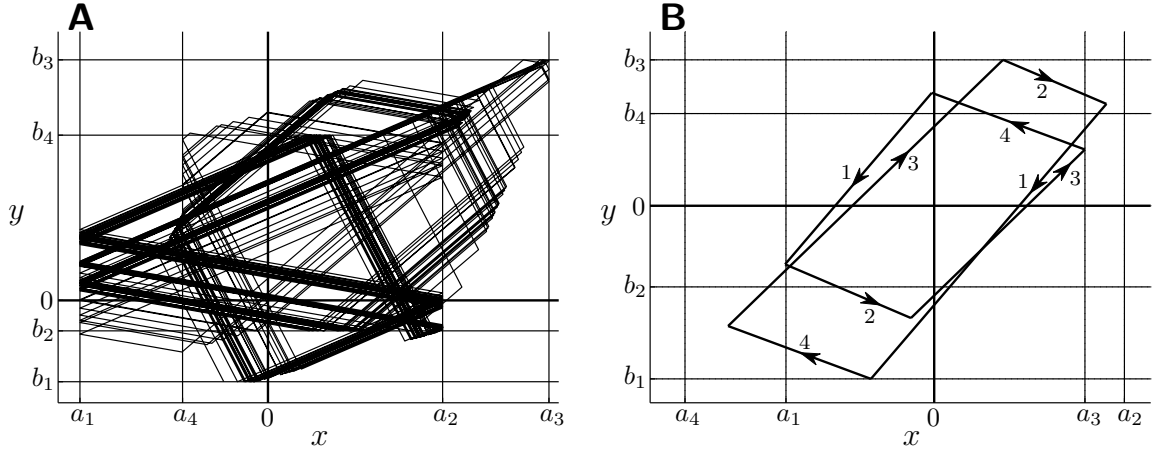 A
b₃
b₄
y
0
b₂
b₁
a₁ a₄ 0 a₂ a₃
x
B
b₃
2
b₄
4
1 3 1 3
y 0
b₂
2
4
b₁
a₄ a₁ 0 a₃ a₂
x